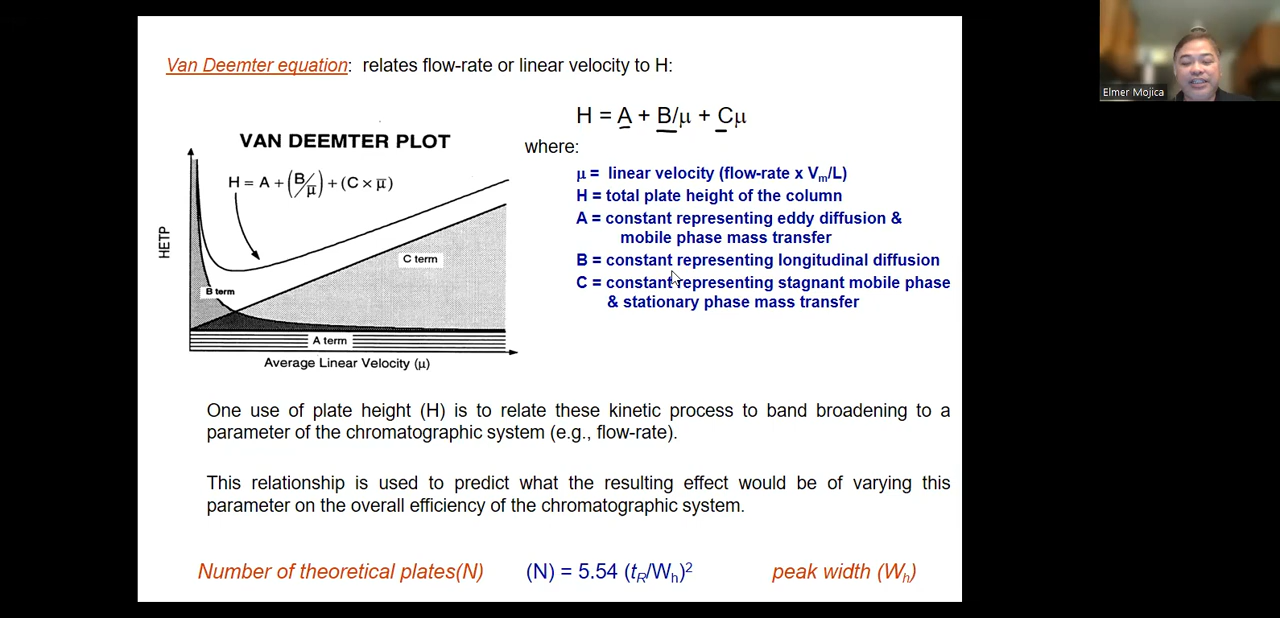 Van Deemter equation: relates flow-rate or linear velocity to H:
Elmer Mojica
H = A + B/μ + Cμ
VAN DEEMTER PLOT
where:
H = A + (B/μ̅) + (C × μ̅)
μ = linear velocity (flow-rate x Vm/L)
H = total plate height of the column
A = constant representing eddy diffusion &
mobile phase mass transfer
B = constant representing longitudinal diffusion
C = constant representing stagnant mobile phase
& stationary phase mass transfer
HETP
C term
B term
A term
Average Linear Velocity (μ)
One use of plate height (H) is to relate these kinetic process to band broadening to a
parameter of the chromatographic system (e.g., flow-rate).
This relationship is used to predict what the resulting effect would be of varying this
parameter on the overall efficiency of the chromatographic system.
Number of theoretical plates(N) (N) = 5.54 (tR/Wh)² peak width (Wh)